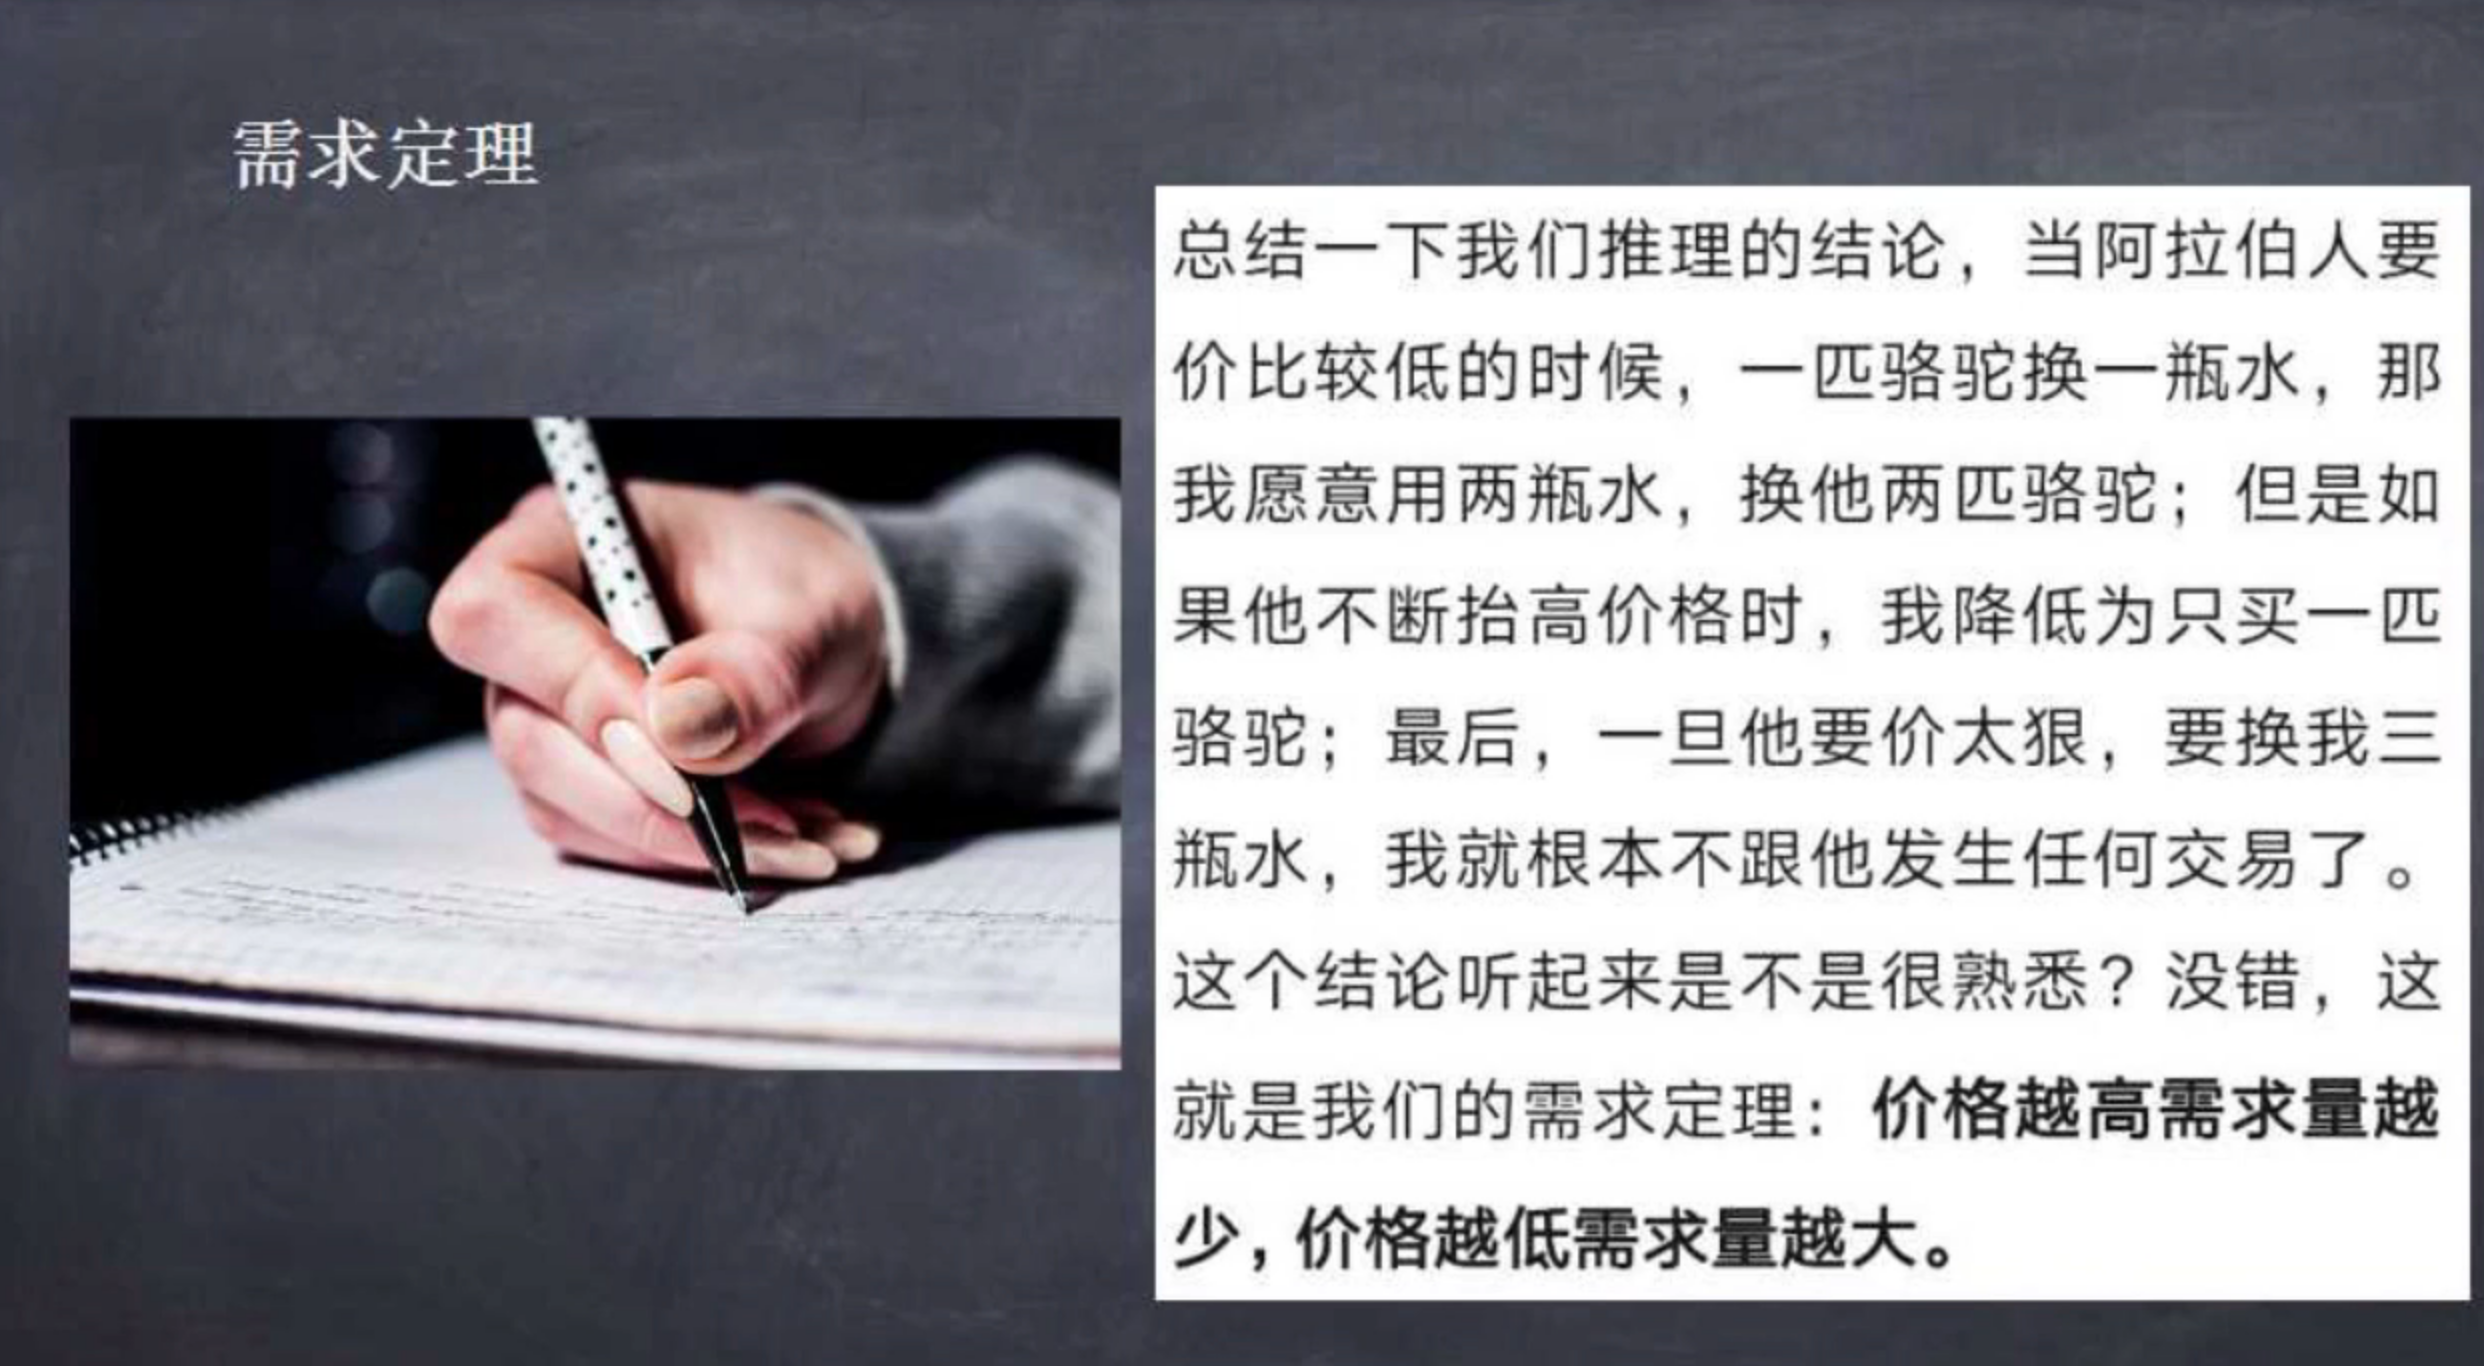 需求定理
总结一下我们推理的结论，当阿拉伯人要
价比较低的时候，一匹骆驼换一瓶水，那
我愿意用两瓶水，换他两匹骆驼；但是如
果他不断抬高价格时，我降低为只买一匹
骆驼；最后，一旦他要价太狠，要换我三
瓶水，我就根本不跟他发生任何交易了。
这个结论听起来是不是很熟悉？没错，这
就是我们的需求定理：价格越高需求量越
少，价格越低需求量越大。